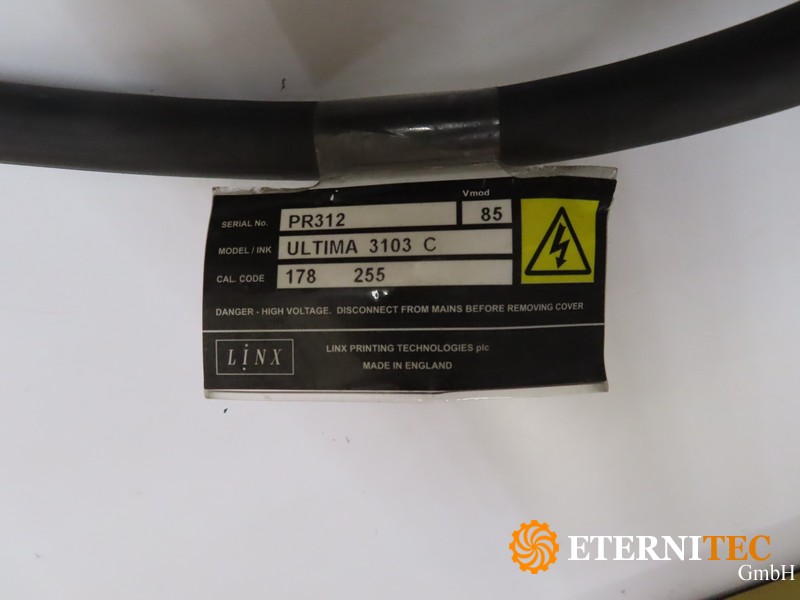 Vmod
SERIAL No. PR312 85
MODEL / INK ULTIMA 3103 C
CAL. CODE 178 255
DANGER - HIGH VOLTAGE. DISCONNECT FROM MAINS BEFORE REMOVING COVER
LINX
LINX PRINTING TECHNOLOGIES plc
MADE IN ENGLAND
ETERNITEC
GmbH